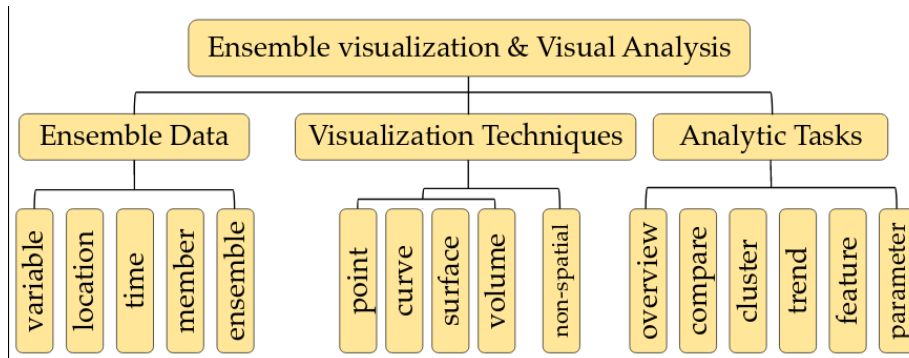 Ensemble visualization & Visual Analysis
Ensemble Data
Visualization Techniques
Analytic Tasks
variable
location
time
member
ensemble
point
curve
surface
volume
non-spatial
overview
compare
cluster
trend
feature
parameter